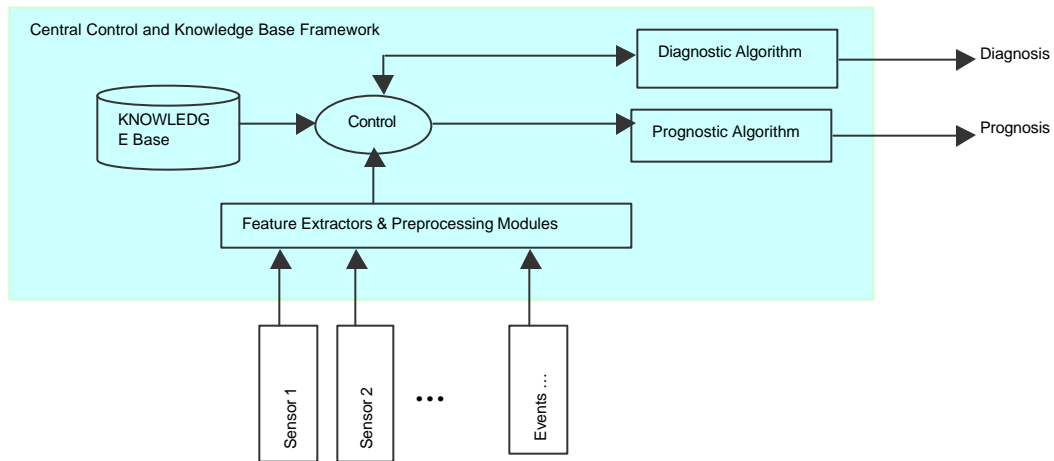 Central Control and Knowledge Base Framework
Diagnostic Algorithm
Diagnosis
KNOWLEDG
E Base
Control
Prognostic Algorithm
Prognosis
Feature Extractors & Preprocessing Modules
Sensor 1
Sensor 2
...
Events ...